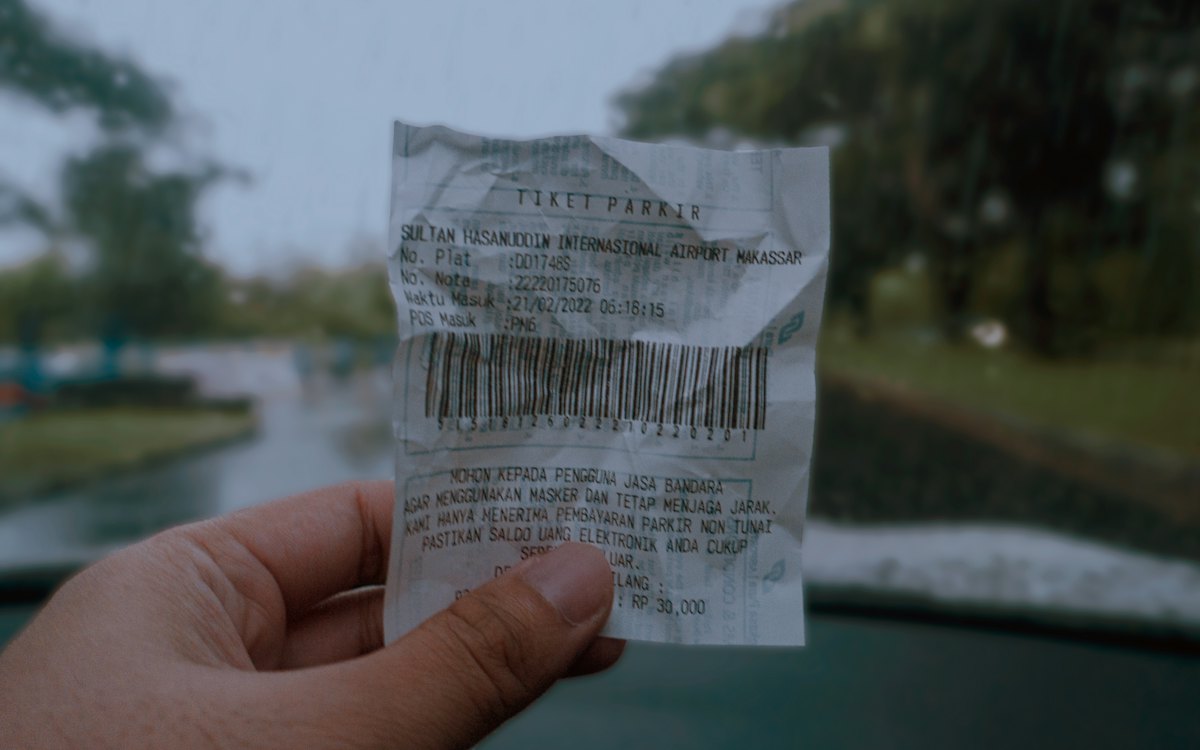 TIKET PARKIR
SULTAN HASANUDDIN INTERNASIONAL AIRPORT MAKASSAR
No. Plat :DD1746S
No. Nota :22220175076
Waktu Masuk :21/02/2022 06:18:15
POS Masuk :PM6
MOHON KEPADA PENGGUNA JASA BANDARA
AGAR MENGGUNAKAN MASKER DAN TETAP MENJAGA JARAK.
KAMI HANYA MENERIMA PEMBAYARAN PARKIR NON TUNAI
PASTIKAN SALDO UANG ELEKTRONIK ANDA CUKUP
: RP 30,000